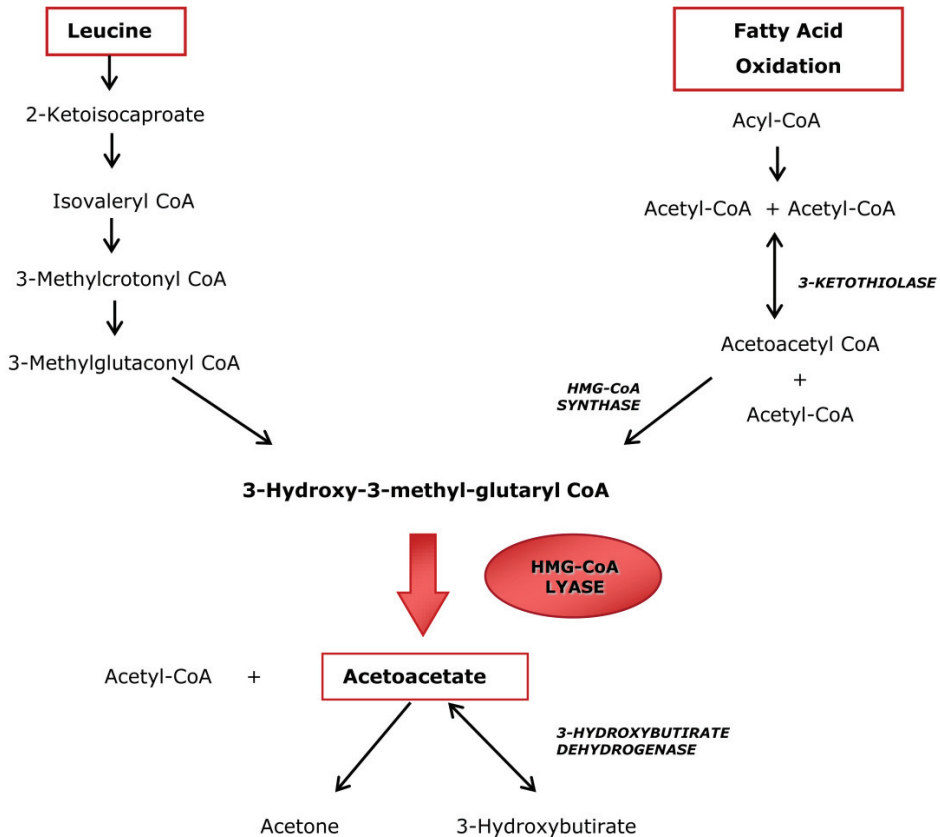 Leucine
2-Ketoisocaproate
Isovaleryl CoA
3-Methylcrotonyl CoA
3-Methylglutaconyl CoA
Fatty Acid
Oxidation
Acyl-CoA
Acetyl-CoA + Acetyl-CoA
3-KETOTHIOLASE
Acetoacetyl CoA
+
Acetyl-CoA
HMG-CoA
SYNTHASE
3-Hydroxy-3-methyl-glutaryl CoA
HMG-CoA
LYASE
Acetyl-CoA + Acetoacetate
3-HYDROXYBUTIRATE
DEHYDROGENASE
Acetone
3-Hydroxybutirate